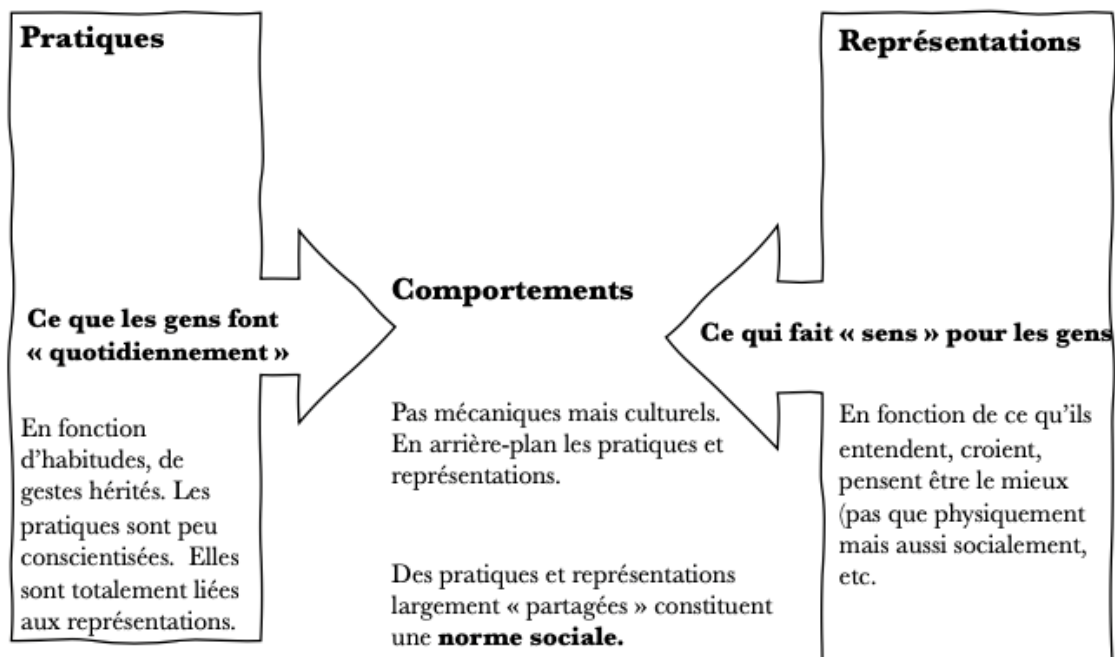 Pratiques
Ce que les gens font
« quotidiennement »
En fonction
d’habitudes, de
gestes hérités. Les
pratiques sont peu
conscientisées.  Elles
sont totalement liées
aux représentations.
Comportements
Pas mécaniques mais culturels.
En arrière-plan les pratiques et
représentations.
Des pratiques et représentations
largement « partagées » constituent
une norme sociale.
Représentations
Ce qui fait « sens » pour les gens
En fonction de ce qu’ils
entendent, croient,
pensent être le mieux
(pas que physiquement
mais aussi socialement,
etc.